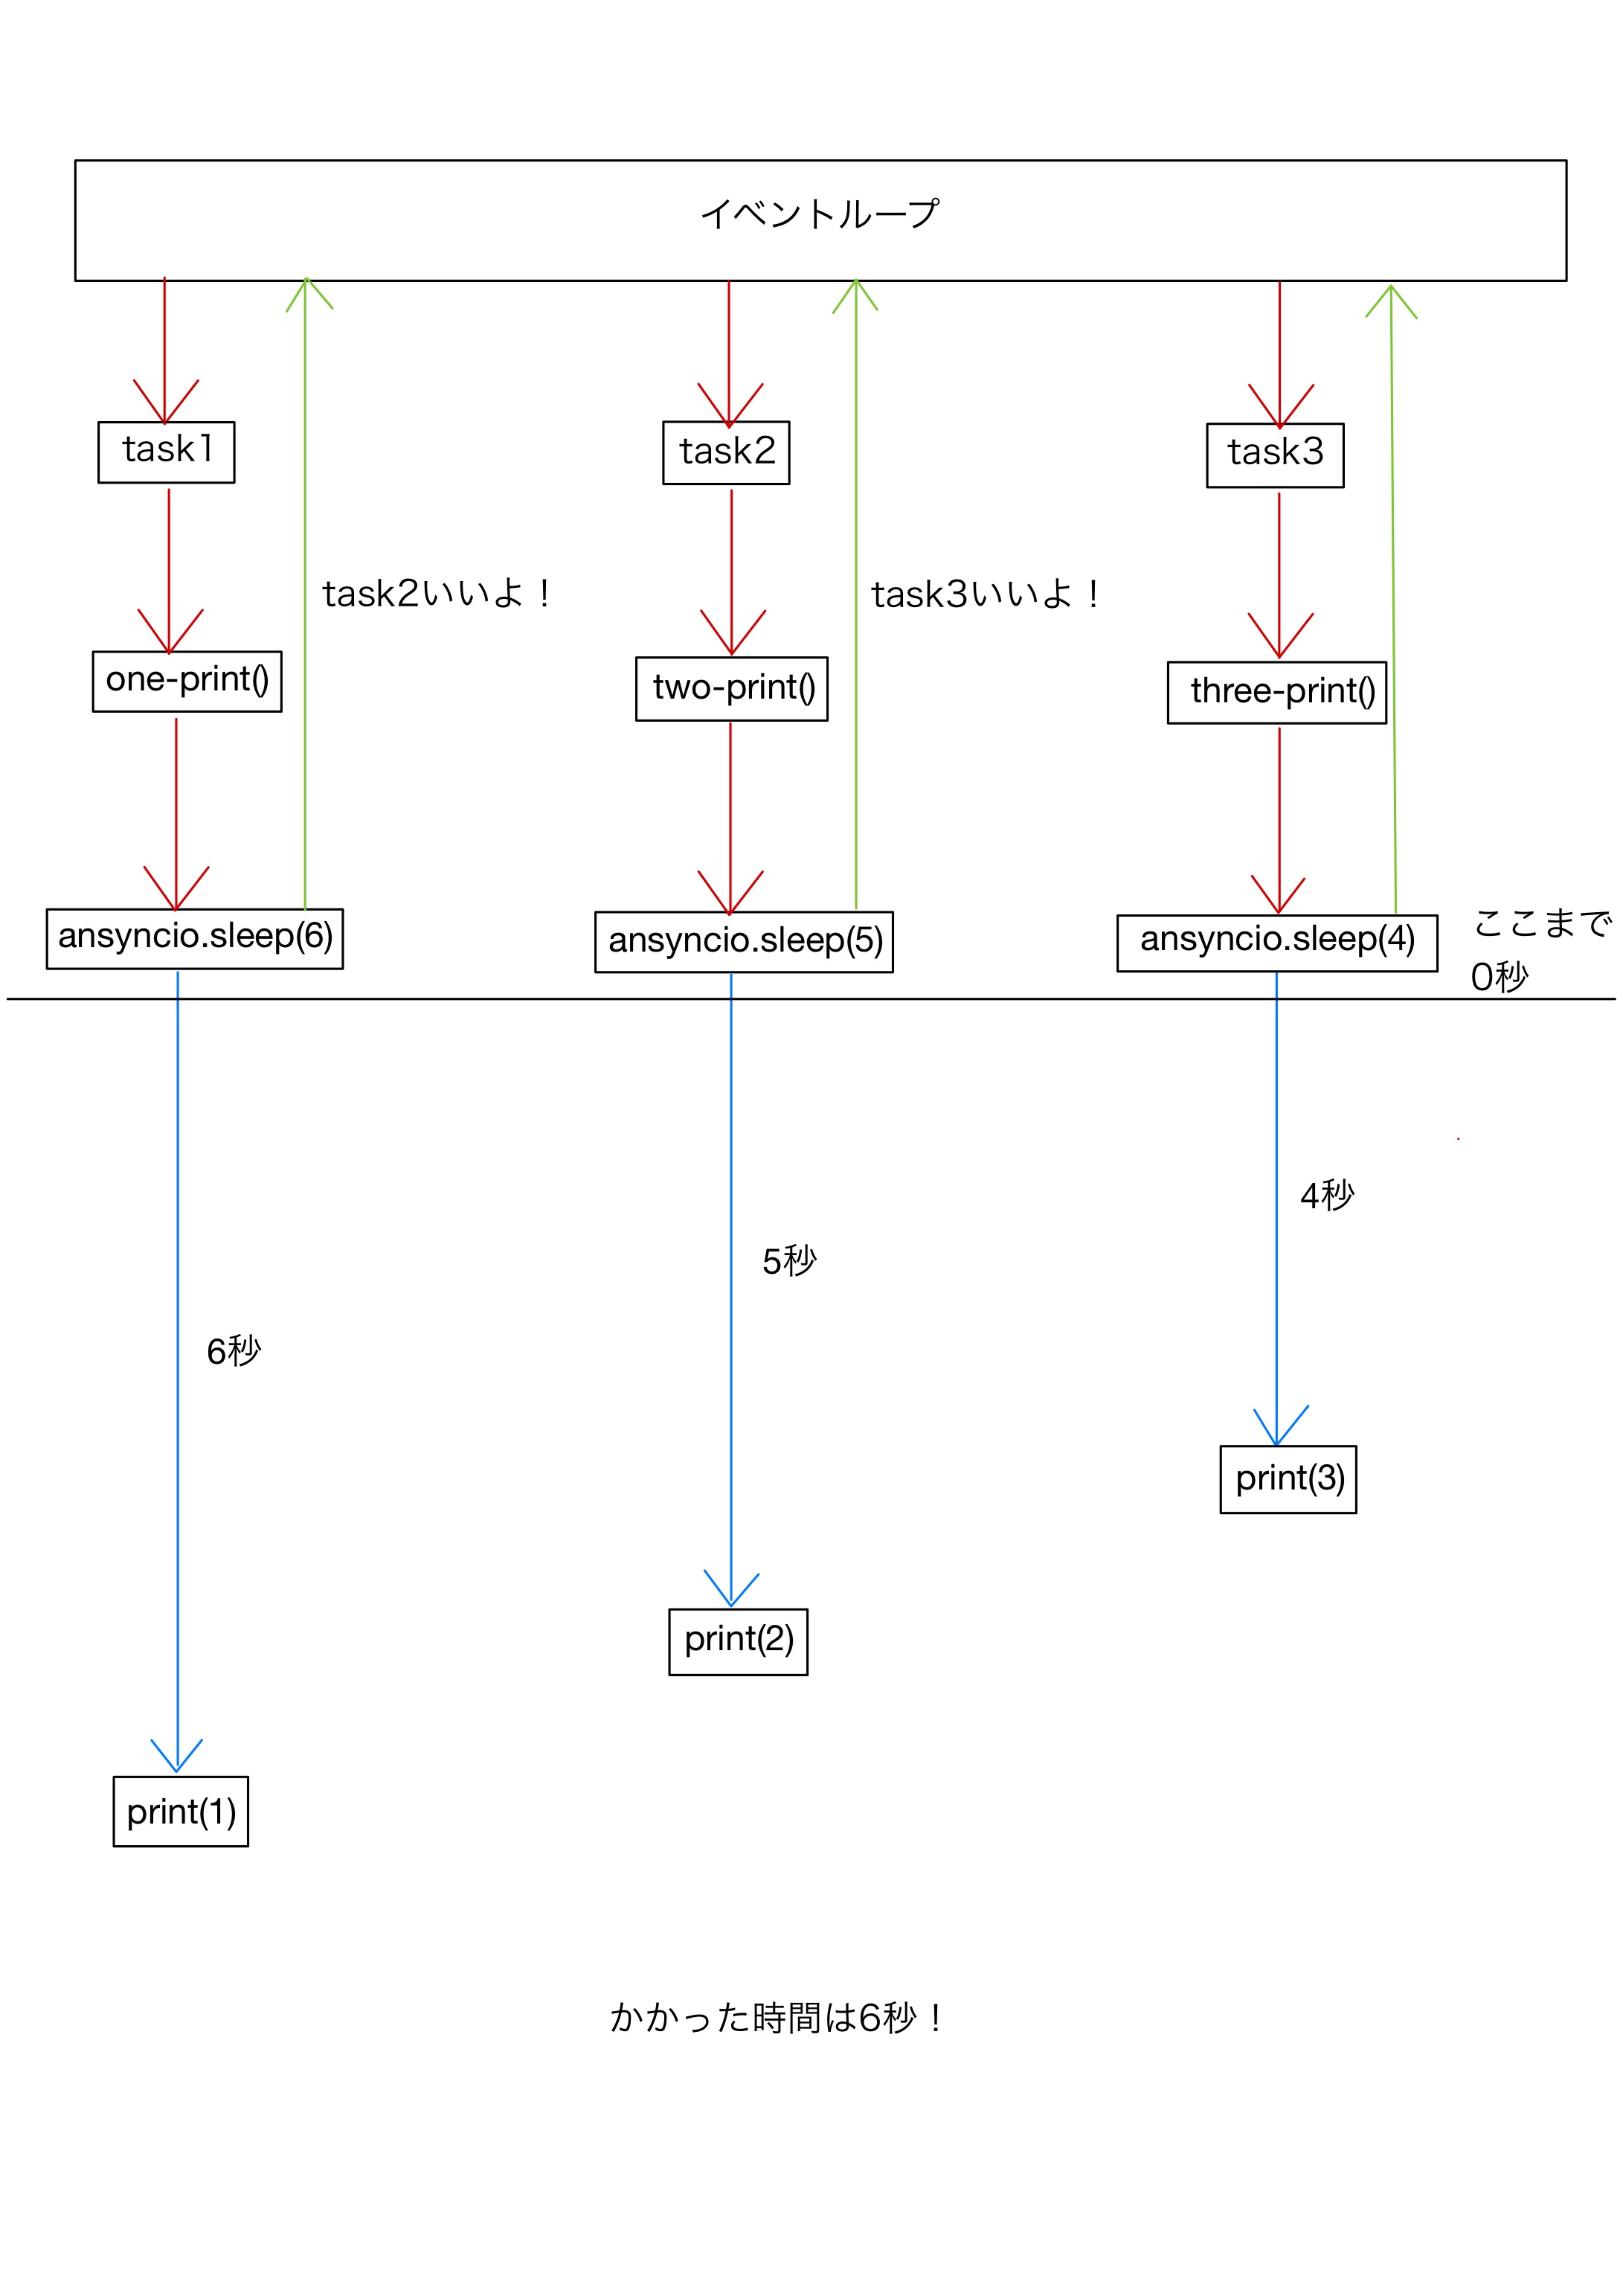 イベントループ
task1
task2
task3
task2いいよ！
task3いいよ！
one-print()
two-print()
three-print()
ansyncio.sleep(6)
ansyncio.sleep(5)
ansyncio.sleep(4)
ここまで
0秒
4秒
5秒
6秒
print(3)
print(2)
print(1)
かかった時間は6秒！